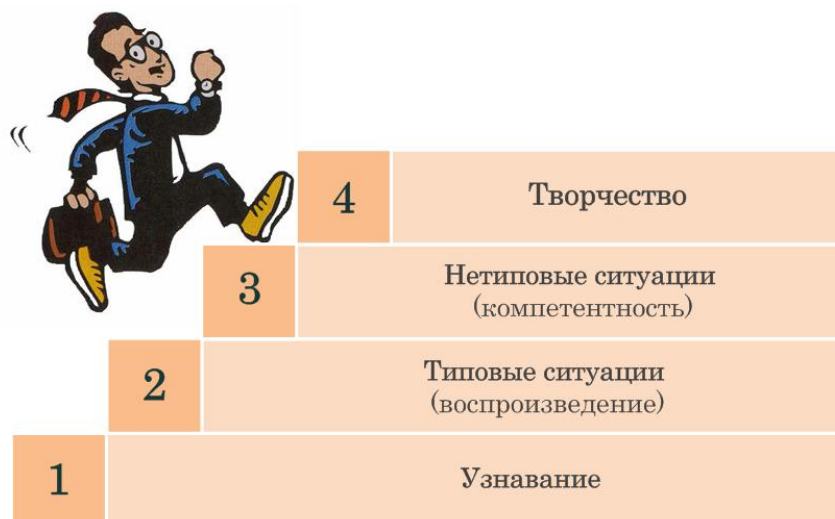 4
Творчество
3
Нетиповые ситуации
(компетентность)
2
Типовые ситуации
(воспроизведение)
1
Узнавание